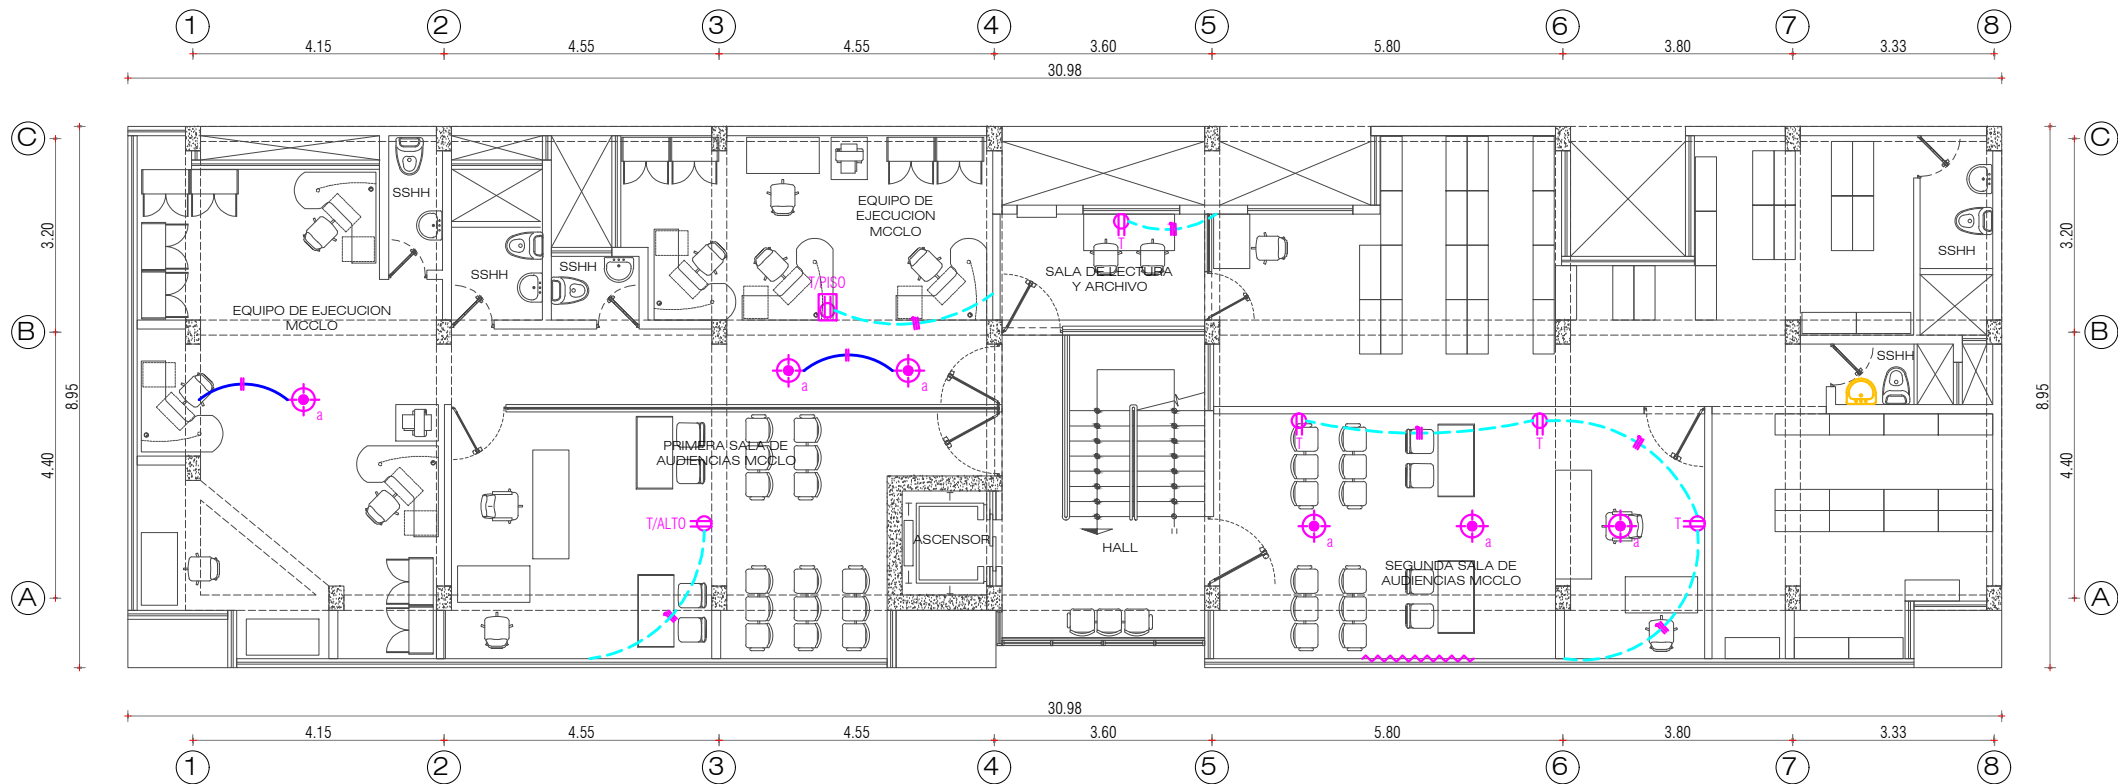 1 2 3 4 5 6 7 8
4.15 4.55 4.55 3.60 5.80 3.80 3.33
30.98
C C
SSHH
EQUIPO DE
EJECUCION
MCCLO
3.20 3.20
T
SSHH
SSHH
SSHH
SALA DE LECTURA
Y ARCHIVO
T/PISO
EQUIPO DE EJECUCION
MCCLO
B B
SSHH
a
a
a
8.95 8.95
PRIMERA SALA DE
AUDIENCIAS MCCLO
T
T
4.40 4.40
T/ALTO
T
ASCENSOR
HALL
a
a
a
SEGUNDA SALA DE
AUDIENCIAS MCCLO
A A
30.98
4.15 4.55 4.55 3.60 5.80 3.80 3.33
1 2 3 4 5 6 7 8